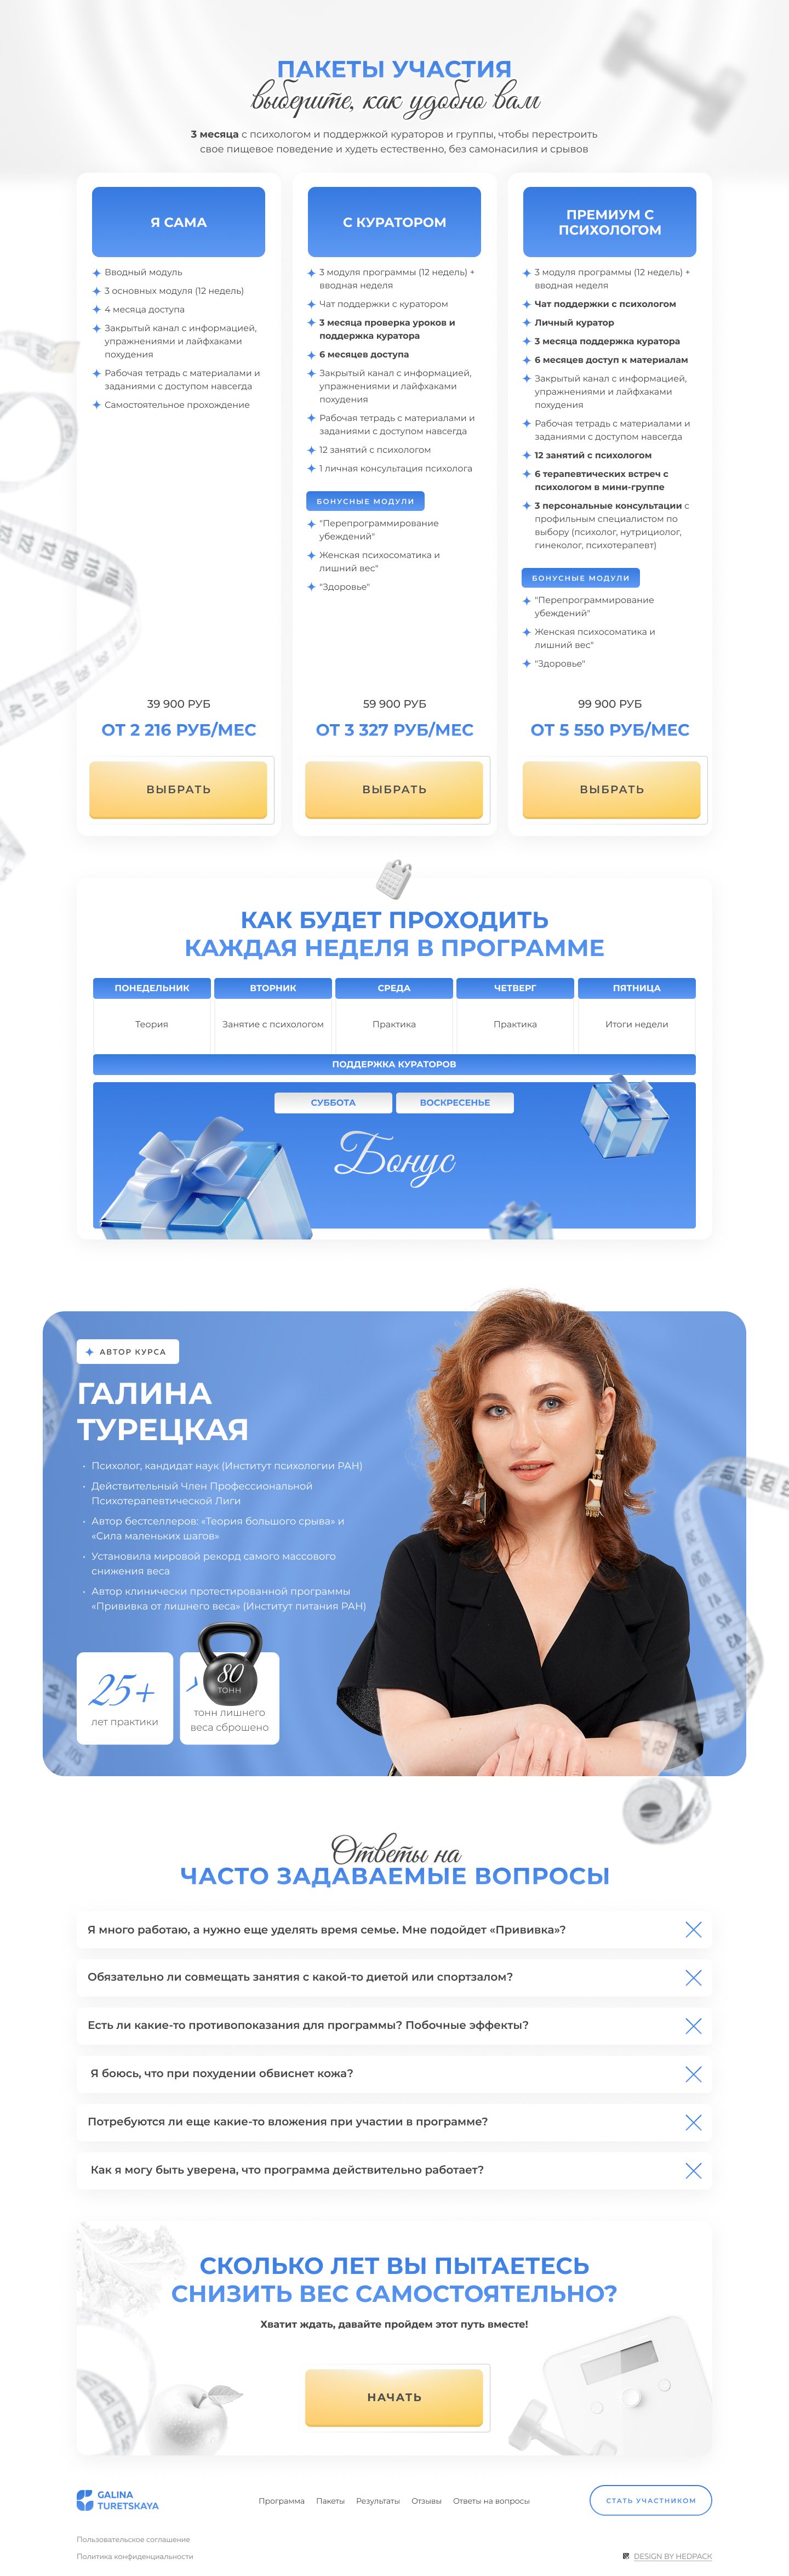 ПАКЕТЫ УЧАСТИЯ
выберите, как удобно вам
3 месяца с психологом и поддержкой кураторов и группы, чтобы перестроить
свое пищевое поведение и худеть естественно, без самонасилия и срывов
Я САМА
Вводный модуль
3 основных модуля (12 недель)
4 месяца доступа
Закрытый канал с информацией,
упражнениями и лайфхаками
похудения
Рабочая тетрадь с материалами и
заданиями с доступом навсегда
Самостоятельное прохождение
39 900 РУБ
ОТ 2 216 РУБ/МЕС
ВЫБРАТЬ
С КУРАТОРОМ
3 модуля программы (12 недель) +
вводная неделя
Чат поддержки с куратором
3 месяца проверка уроков и
поддержка куратора
6 месяцев доступа
Закрытый канал с информацией,
упражнениями и лайфхаками
похудения
Рабочая тетрадь с материалами и
заданиями с доступом навсегда
12 занятий с психологом
1 личная консультация психолога
БОНУСНЫЕ МОДУЛИ
"Перепрограммирование
убеждений"
Женская психосоматика и
лишний вес"
"Здоровье"
59 900 РУБ
ОТ 3 327 РУБ/МЕС
ВЫБРАТЬ
ПРЕМИУМ С
ПСИХОЛОГОМ
3 модуля программы (12 недель) +
вводная неделя
Чат поддержки с психологом
Личный куратор
3 месяца поддержка куратора
6 месяцев доступ к материалам
Закрытый канал с информацией,
упражнениями и лайфхаками
похудения
Рабочая тетрадь с материалами и
заданиями с доступом навсегда
12 занятий с психологом
6 терапевтических встреч с
психологом в мини-группе
3 персональные консультации с
профильным специалистом по
выбору (психолог, нутрициолог,
гинеколог, психотерапевт)
БОНУСНЫЕ МОДУЛИ
"Перепрограммирование
убеждений"
Женская психосоматика и
лишний вес"
"Здоровье"
99 900 РУБ
ОТ 5 550 РУБ/МЕС
ВЫБРАТЬ
КАК БУДЕТ ПРОХОДИТЬ
КАЖДАЯ НЕДЕЛЯ В ПРОГРАММЕ
ПОНЕДЕЛЬНИК ВТОРНИК СРЕДА ЧЕТВЕРГ ПЯТНИЦА
Теория Занятие с психологом Практика Практика Итоги недели
ПОДДЕРЖКА КУРАТОРОВ
СУББОТА ВОСКРЕСЕНЬЕ
Бонус
АВТОР КУРСА
ГАЛИНА
ТУРЕЦКАЯ
Психолог, кандидат наук (Институт психологии РАН)
Действительный Член Профессиональной
Психотерапевтической Лиги
Автор бестселлеров: «Теория большого срыва» и
«Сила маленьких шагов»
Установила мировой рекорд самого массового
снижения веса
Автор клинически протестированной программы
«Прививка от лишнего веса» (Институт питания РАН)
25+
лет практики
80
ТОНН
тонн лишнего
веса сброшено
Ответы на
ЧАСТО ЗАДАВАЕМЫЕ ВОПРОСЫ
Я много работаю, а нужно еще уделять время семье. Мне подойдет «Прививка»?
Обязательно ли совмещать занятия с какой-то диетой или спортзалом?
Есть ли какие-то противопоказания для программы? Побочные эффекты?
Я боюсь, что при похудении обвиснет кожа?
Потребуются ли еще какие-то вложения при участии в программе?
Как я могу быть уверена, что программа действительно работает?
СКОЛЬКО ЛЕТ ВЫ ПЫТАЕТЕСЬ
СНИЗИТЬ ВЕС САМОСТОЯТЕЛЬНО?
Хватит ждать, давайте пройдем этот путь вместе!
НАЧАТЬ
GALINA
TURETSKAYA
Программа Пакеты Результаты Отзывы Ответы на вопросы
СТАТЬ УЧАСТНИКОМ
Пользовательское соглашение
Политика конфиденциальности
DESIGN BY HEDPACK